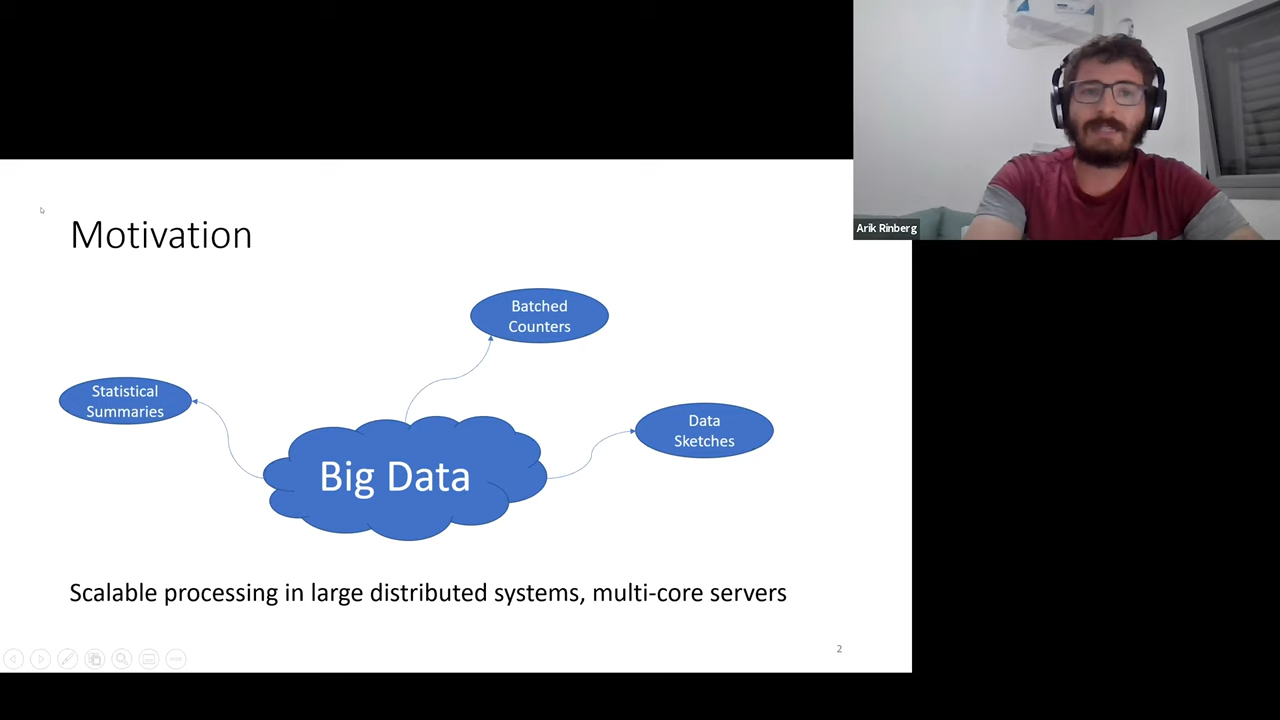 Arik Rinberg
Motivation
Batched
Counters
Statistical
Summaries
Data
Sketches
Big Data
Scalable processing in large distributed systems, multi-core servers
2